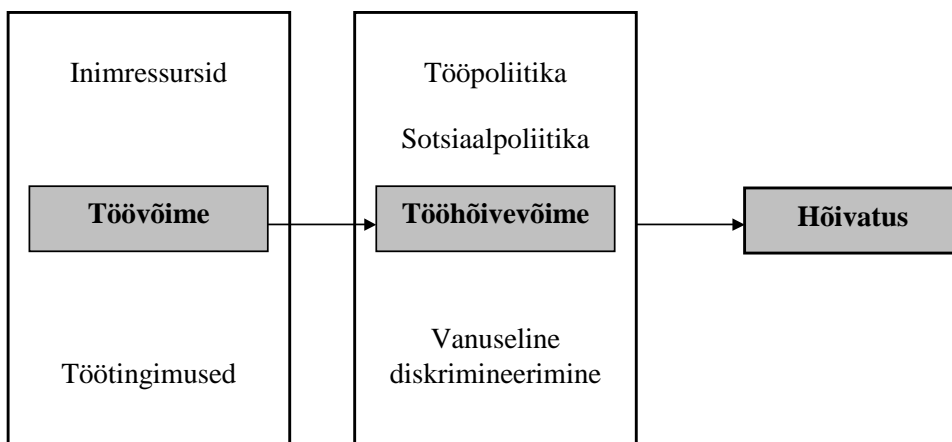 Inimressursid
Töövõime
Töötingimused
Tööpoliitika
Sotsiaalpoliitika
Tööhõivevõime
Vanuseline
diskrimineerimine
Hõivatus